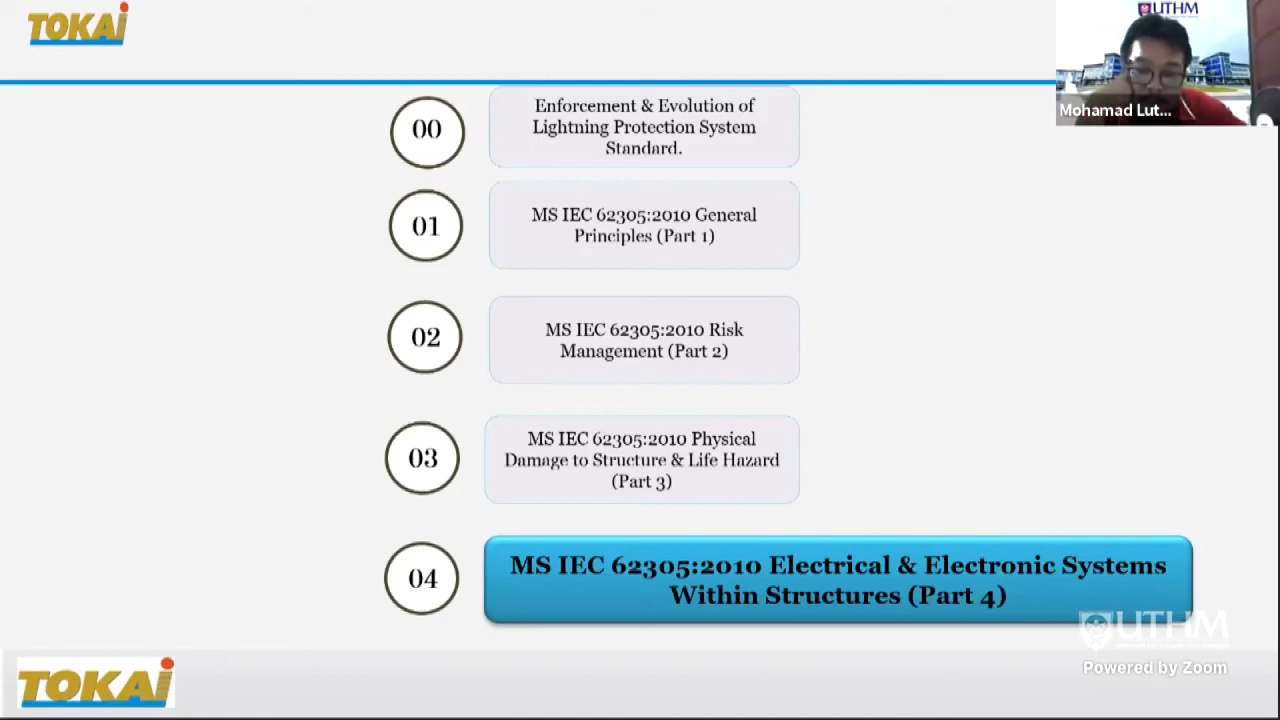 TOKAi
UTHM
Mohamad Lut...
00
Enforcement & Evolution of
Lightning Protection System
Standard.
01
MS IEC 62305:2010 General
Principles (Part 1)
02
MS IEC 62305:2010 Risk
Management (Part 2)
03
MS IEC 62305:2010 Physical
Damage to Structure & Life Hazard
(Part 3)
04
MS IEC 62305:2010 Electrical & Electronic Systems
Within Structures (Part 4)
UTHM
Powered by Zoom
TOKAi